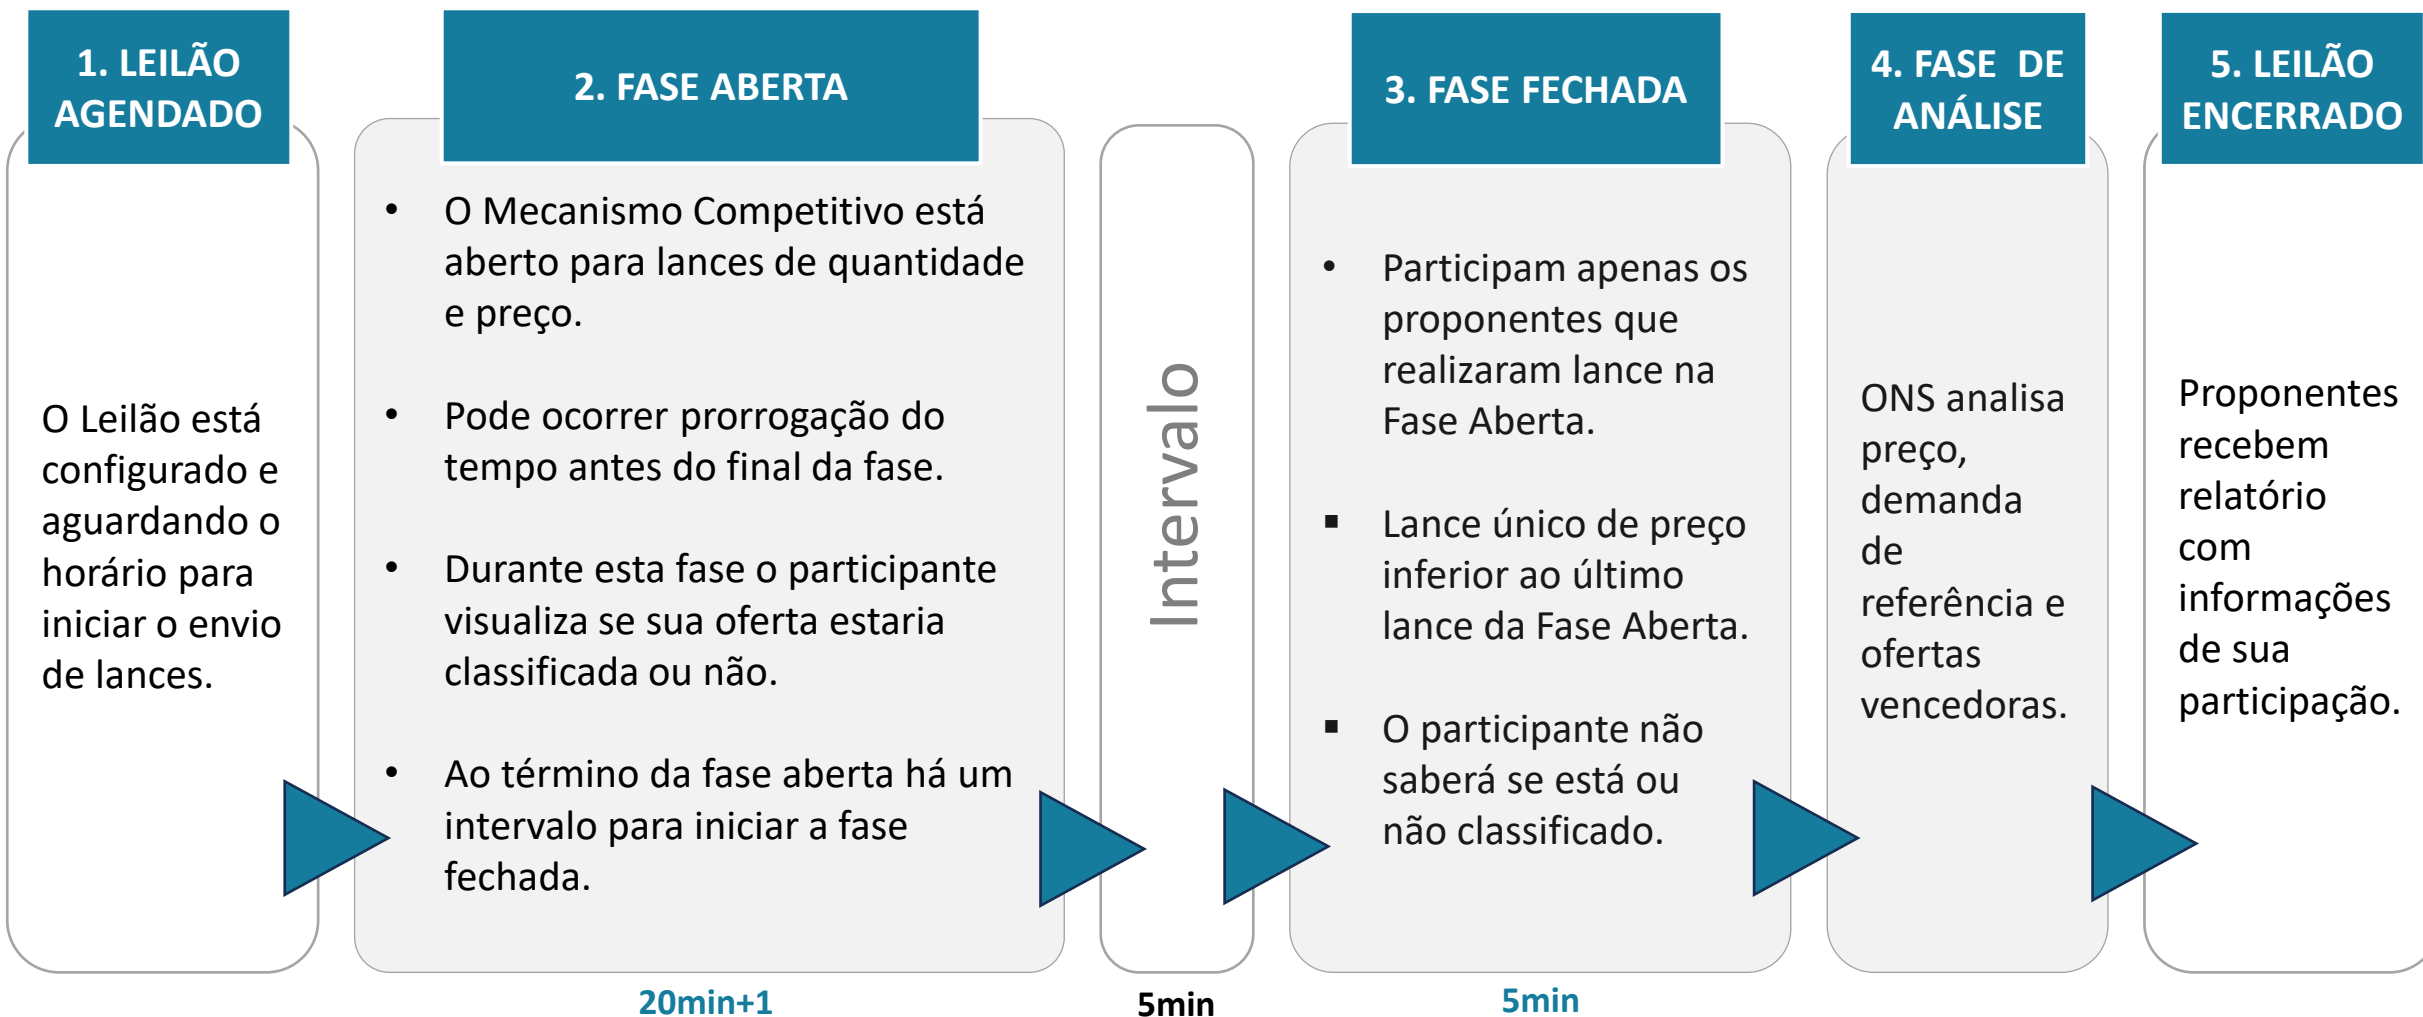 1. LEILÃO
AGENDADO
O Leilão está
configurado e
aguardando o
horário para
iniciar o envio
de lances.
2. FASE ABERTA
• O Mecanismo Competitivo está
aberto para lances de quantidade
e preço.
• Pode ocorrer prorrogação do
tempo antes do final da fase.
• Durante esta fase o participante
visualiza se sua oferta estaria
classificada ou não.
• Ao término da fase aberta há um
intervalo para iniciar a fase
fechada.
20min+1
Intervalo
5min
3. FASE FECHADA
• Participam apenas os
proponentes que
realizaram lance na
Fase Aberta.
▪ Lance único de preço
inferior ao último
lance da Fase Aberta.
▪ O participante não
saberá se está ou
não classificado.
5min
4. FASE DE
ANÁLISE
ONS analisa
preço,
demanda
de
referência e
ofertas
vencedoras.
5. LEILÃO
ENCERRADO
Proponentes
recebem
relatório
com
informações
de sua
participação.